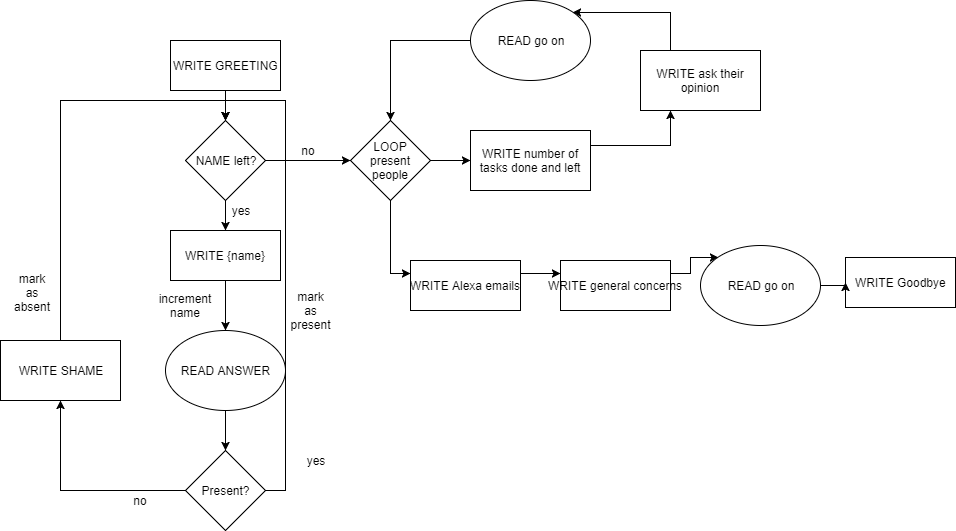 WRITE GREETING
NAME left?
no
yes
WRITE {name}
increment
name
READ ANSWER
Present?
yes
mark
as
present
no
WRITE SHAME
mark
as
absent
LOOP
present
people
WRITE number of
tasks done and left
WRITE ask their
opinion
READ go on
WRITE Alexa emails
WRITE general concerns
READ go on
WRITE Goodbye